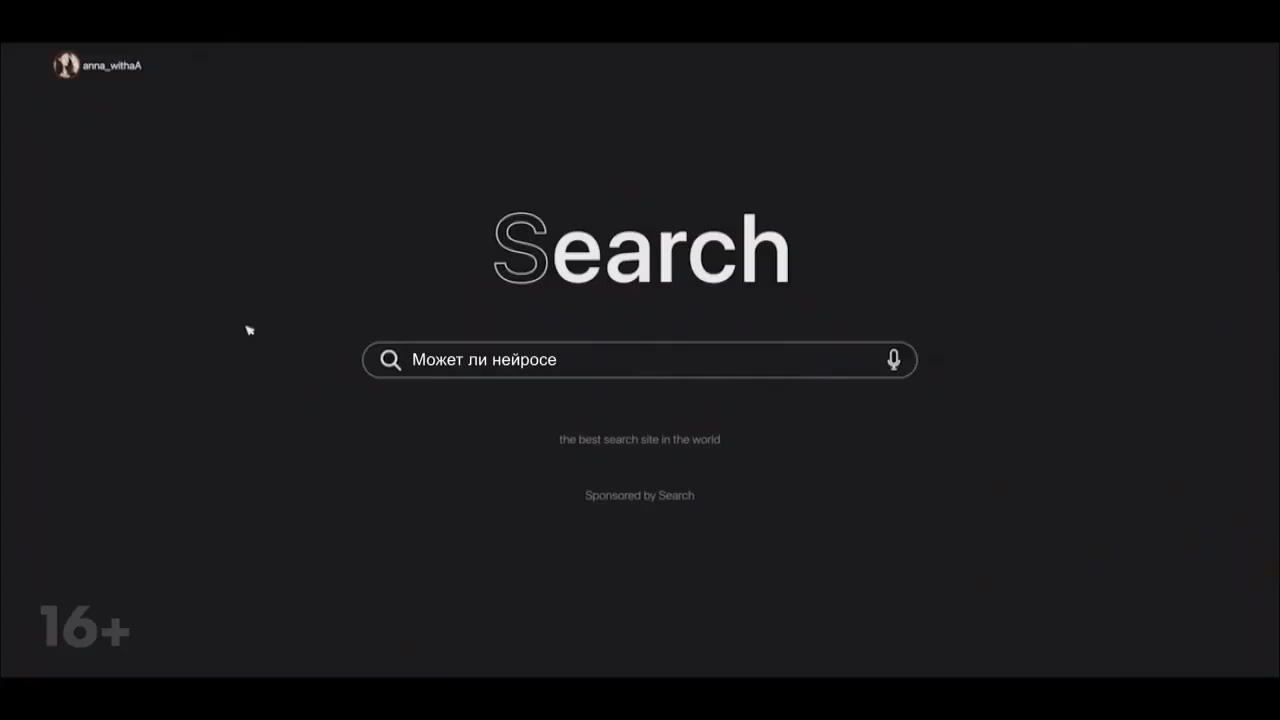 anna_withaA
Search
Может ли нейросе
the best search site in the world
Sponsored by Search
16+